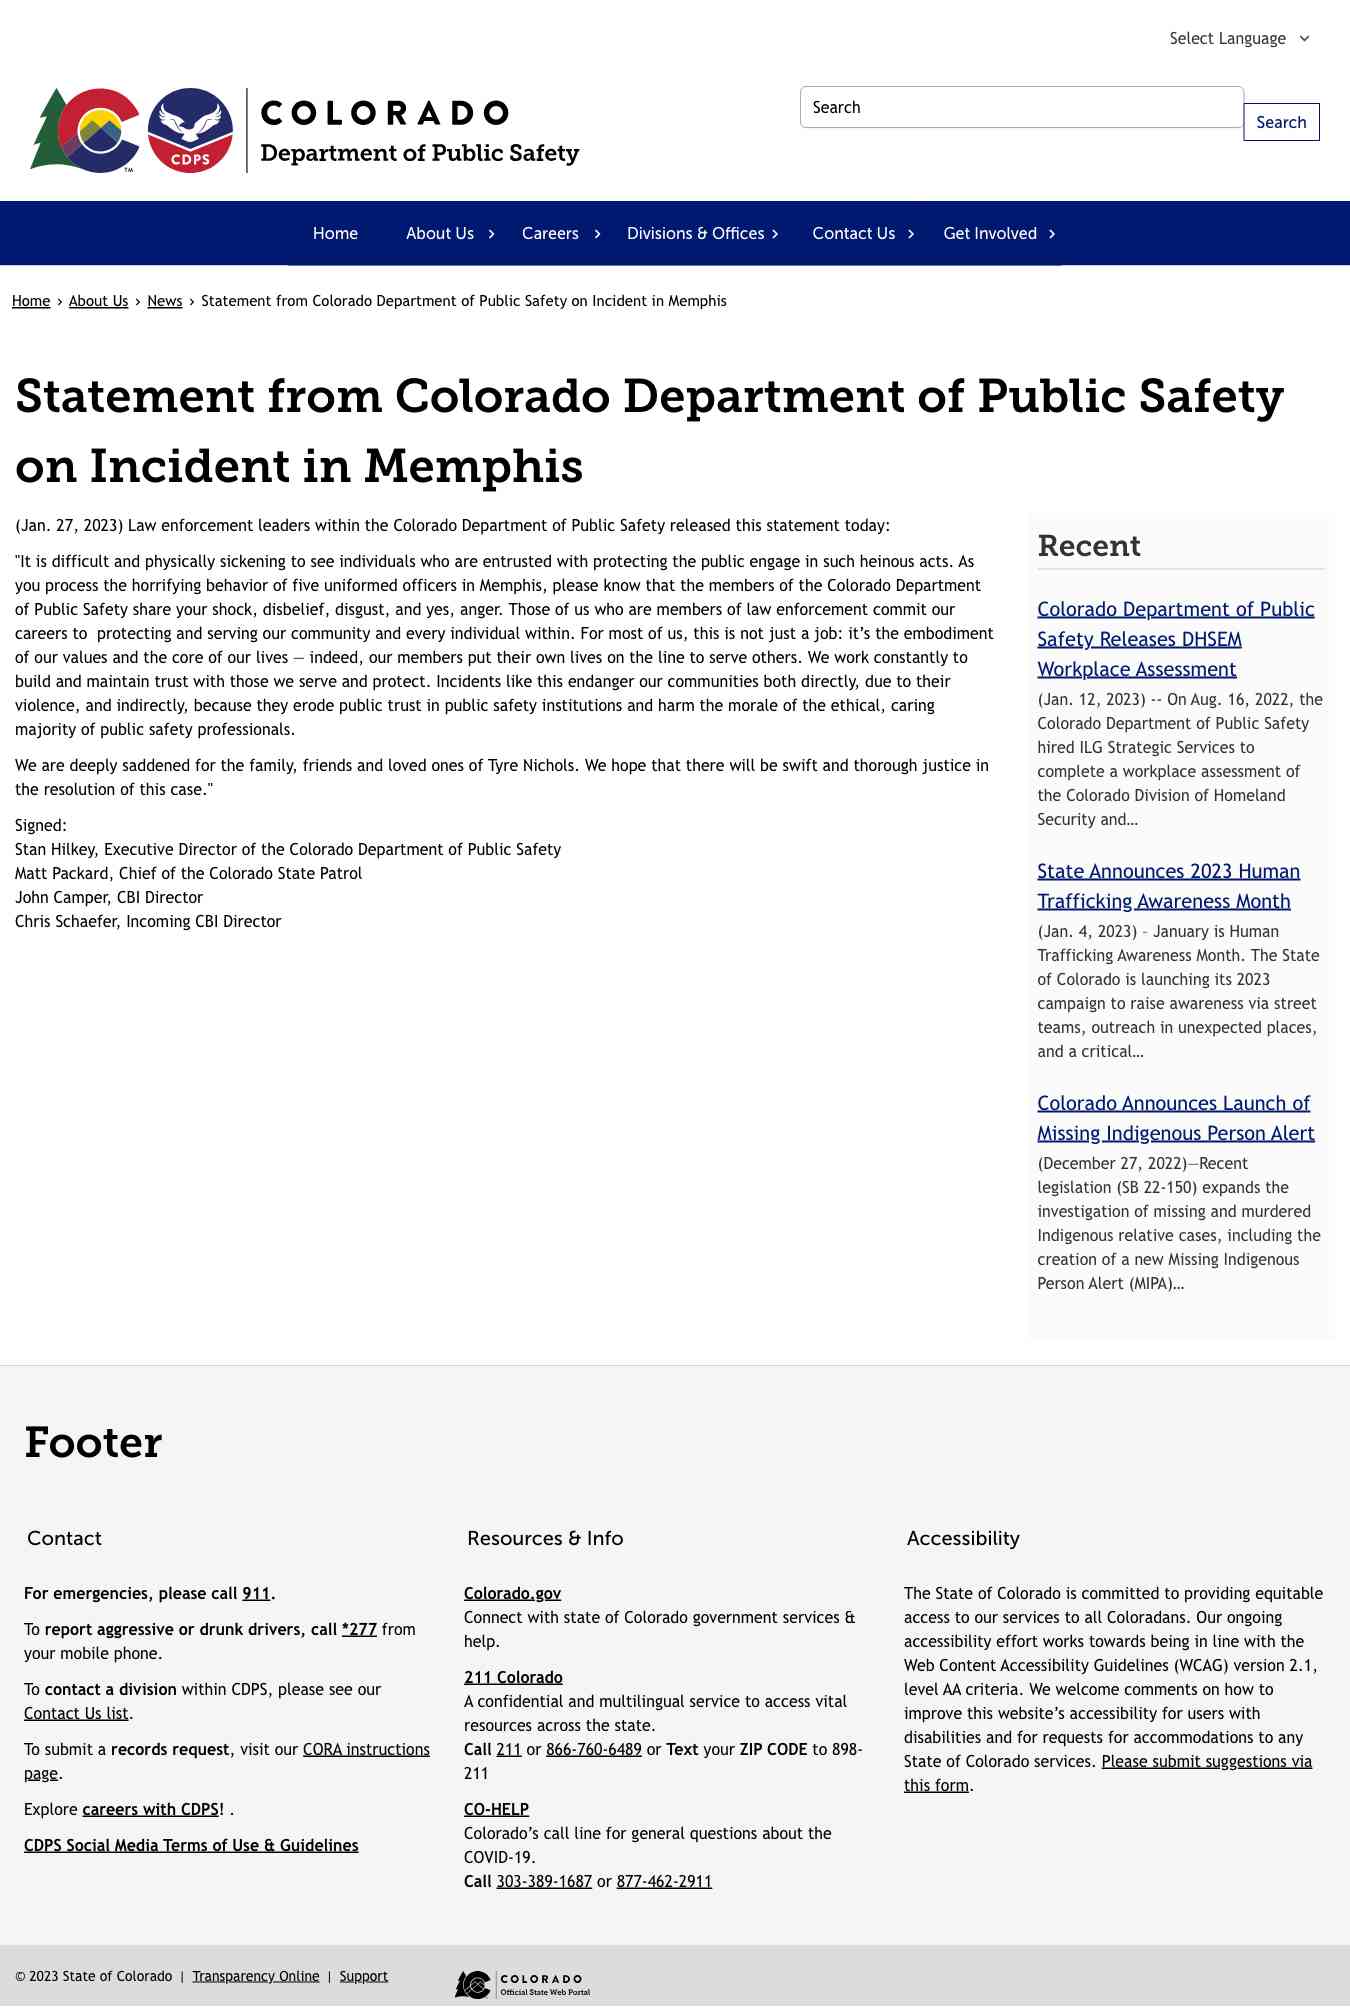 Select Language
CDPS
TM
COLORADO
Department of Public Safety
Search
Search
Home
About Us
Careers
Divisions & Offices
Contact Us
Get Involved
Home › About Us › News › Statement from Colorado Department of Public Safety on Incident in Memphis
Statement from Colorado Department of Public Safety
on Incident in Memphis
(Jan. 27, 2023) Law enforcement leaders within the Colorado Department of Public Safety released this statement today:
"It is difficult and physically sickening to see individuals who are entrusted with protecting the public engage in such heinous acts. As
you process the horrifying behavior of five uniformed officers in Memphis, please know that the members of the Colorado Department
of Public Safety share your shock, disbelief, disgust, and yes, anger. Those of us who are members of law enforcement commit our
careers to  protecting and serving our community and every individual within. For most of us, this is not just a job: it’s the embodiment
of our values and the core of our lives — indeed, our members put their own lives on the line to serve others. We work constantly to
build and maintain trust with those we serve and protect. Incidents like this endanger our communities both directly, due to their
violence, and indirectly, because they erode public trust in public safety institutions and harm the morale of the ethical, caring
majority of public safety professionals.
We are deeply saddened for the family, friends and loved ones of Tyre Nichols. We hope that there will be swift and thorough justice in
the resolution of this case."
Signed:
Stan Hilkey, Executive Director of the Colorado Department of Public Safety
Matt Packard, Chief of the Colorado State Patrol
John Camper, CBI Director
Chris Schaefer, Incoming CBI Director
Recent
Colorado Department of Public
Safety Releases DHSEM
Workplace Assessment
(Jan. 12, 2023) -- On Aug. 16, 2022, the
Colorado Department of Public Safety
hired ILG Strategic Services to
complete a workplace assessment of
the Colorado Division of Homeland
Security and…
State Announces 2023 Human
Trafficking Awareness Month
(Jan. 4, 2023) - January is Human
Trafficking Awareness Month. The State
of Colorado is launching its 2023
campaign to raise awareness via street
teams, outreach in unexpected places,
and a critical…
Colorado Announces Launch of
Missing Indigenous Person Alert
(December 27, 2022)—Recent
legislation (SB 22-150) expands the
investigation of missing and murdered
Indigenous relative cases, including the
creation of a new Missing Indigenous
Person Alert (MIPA)…
Footer
Contact
For emergencies, please call 911.
To report aggressive or drunk drivers, call *277 from
your mobile phone.
To contact a division within CDPS, please see our
Contact Us list.
To submit a records request, visit our CORA instructions
page.
Explore careers with CDPS! .
CDPS Social Media Terms of Use & Guidelines
Resources & Info
Colorado.gov
Connect with state of Colorado government services &
help.
211 Colorado
A confidential and multilingual service to access vital
resources across the state.
Call 211 or 866-760-6489 or Text your ZIP CODE to 898-
211
CO-HELP
Colorado’s call line for general questions about the
COVID-19.
Call 303-389-1687 or 877-462-2911
Accessibility
The State of Colorado is committed to providing equitable
access to our services to all Coloradans. Our ongoing
accessibility effort works towards being in line with the
Web Content Accessibility Guidelines (WCAG) version 2.1,
level AA criteria. We welcome comments on how to
improve this website’s accessibility for users with
disabilities and for requests for accommodations to any
State of Colorado services. Please submit suggestions via
this form.
© 2023 State of Colorado | Transparency Online | Support
COLORADO
Official State Web Portal